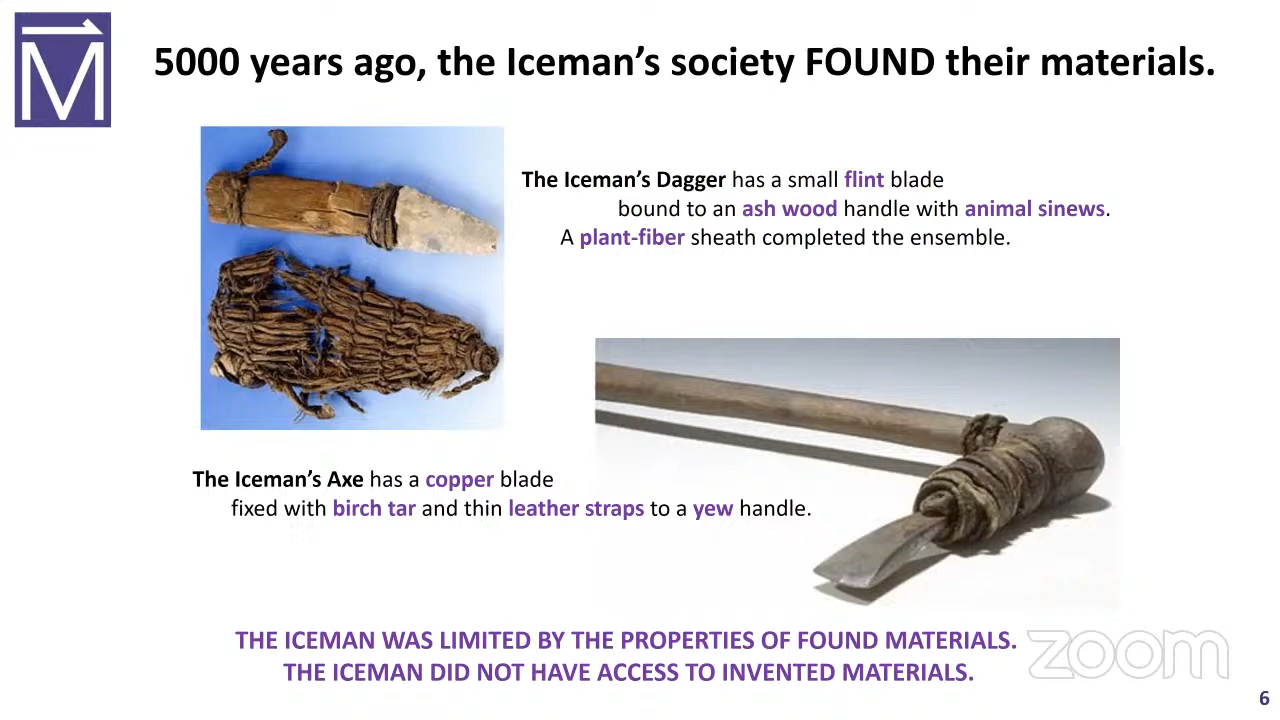 M
5000 years ago, the Iceman’s society FOUND their materials.
The Iceman’s Dagger has a small flint blade
bound to an ash wood handle with animal sinews.
A plant-fiber sheath completed the ensemble.
The Iceman’s Axe has a copper blade
fixed with birch tar and thin leather straps to a yew handle.
THE ICEMAN WAS LIMITED BY THE PROPERTIES OF FOUND MATERIALS.
THE ICEMAN DID NOT HAVE ACCESS TO INVENTED MATERIALS.
zoom
6